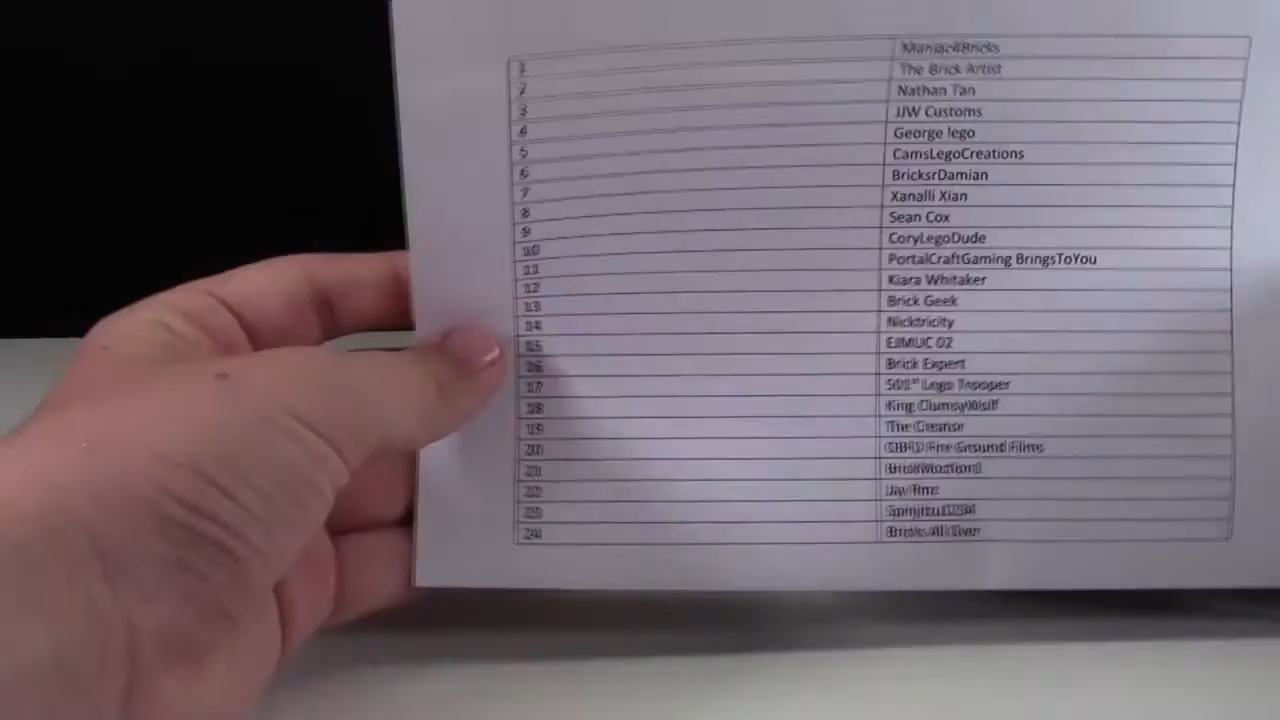 1 Maniac4Bricks
2 The Brick Artist
3 Nathan Tan
4 JJW Customs
5 George lego
6 CamsLegoCreations
7 BricksrDamian
8 Xanalli Xian
9 Sean Cox
10 CoryLegoDude
11 PortalCraftGaming BringsToYou
12 Kiara Whitaker
13 Brick Geek
14 Nicktricity
15 EJMUC 02
16 Brick Expert
17 501st Lego Trooper
18 King ClumsyWolf
19 The Creator
20 Fire Ground Films
21
22 Jay
23
24 Bricks All Over